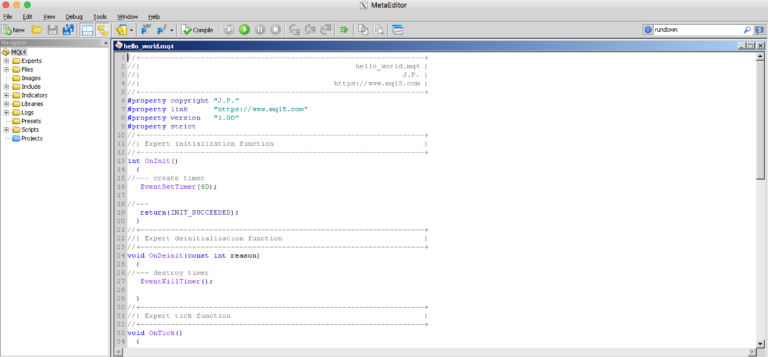 MetaEditor
File Edit View Debug Tools Window Help
New Compile rundown
Navigator
MQL4
Experts
Files
Images
Include
Indicators
Libraries
Logs
Presets
Scripts
Projects
hello_world.mq4
1 //+------------------------------------------------------------------+
2 //| hello_world.mq4 |
3 //| J.P. |
4 //| https://www.mql5.com |
5 //+------------------------------------------------------------------+
6 #property copyright "J.P."
7 #property link "https://www.mql5.com"
8 #property version "1.00"
9 #property strict
10 //+------------------------------------------------------------------+
11 //| Expert initialization function |
12 //+------------------------------------------------------------------+
13 int OnInit()
14 {
15 //--- create timer
16 EventSetTimer(60);
17
18 //---
19 return(INIT_SUCCEEDED);
20 }
21 //+------------------------------------------------------------------+
22 //| Expert deinitialization function |
23 //+------------------------------------------------------------------+
24 void OnDeinit(const int reason)
25 {
26 //--- destroy timer
27 EventKillTimer();
28
29 }
30 //+------------------------------------------------------------------+
31 //| Expert tick function |
32 //+------------------------------------------------------------------+
33 void OnTick()
34 {